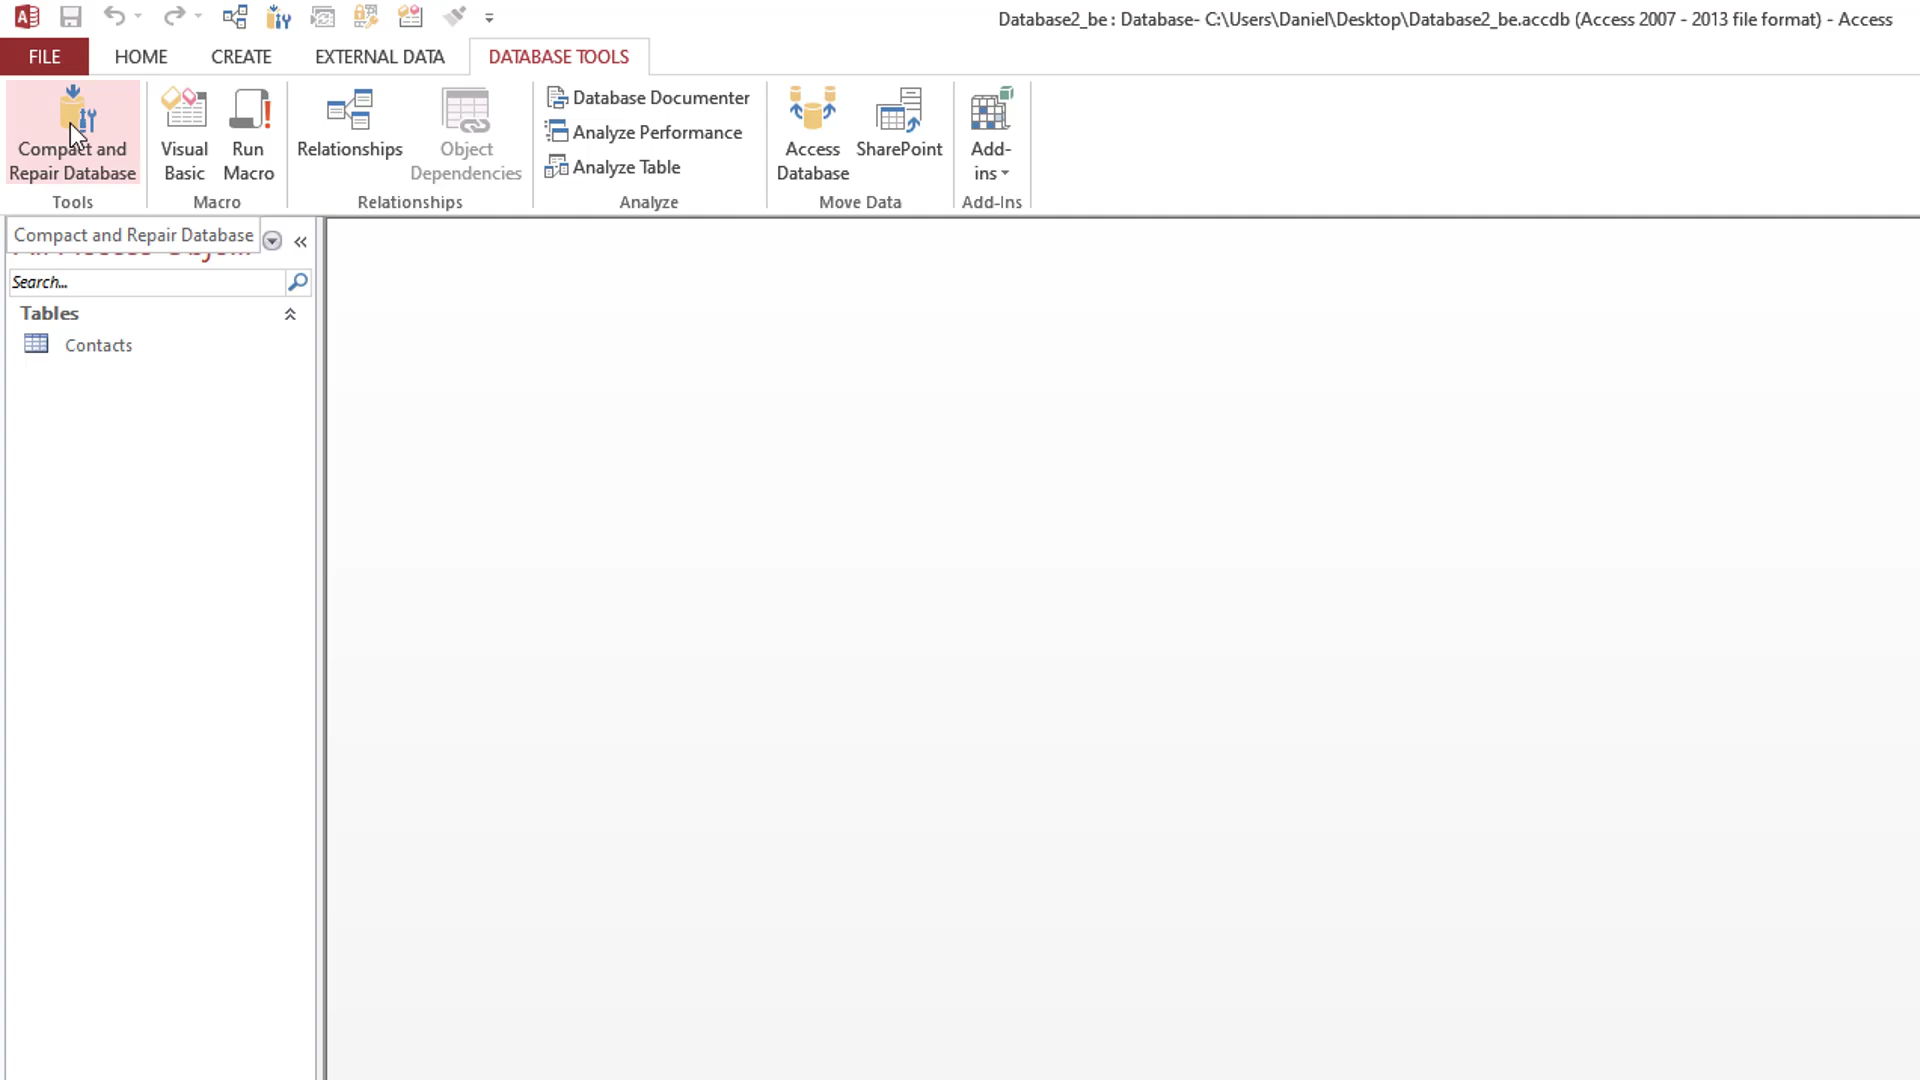 Database2_be : Database- C:\Users\Daniel\Desktop\Database2_be.accdb (Access 2007 - 2013 file format) - Access
FILE
HOME
CREATE
EXTERNAL DATA
DATABASE TOOLS
Compact and
Repair Database
Tools
Visual
Basic
Run
Macro
Macro
Relationships
Object
Dependencies
Relationships
Database Documenter
Analyze Performance
Analyze Table
Analyze
Access
Database
SharePoint
Move Data
Add-
ins
Add-Ins
Compact and Repair Database
Search...
Tables
Contacts